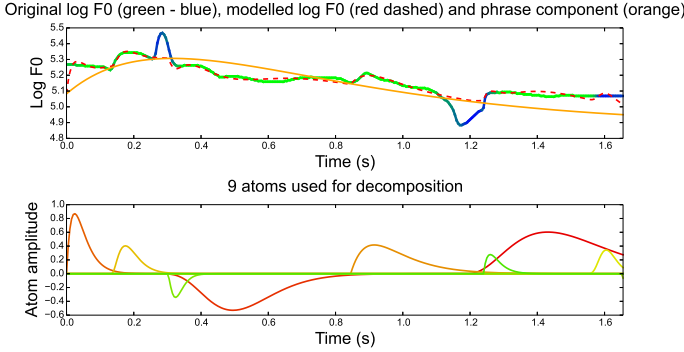 Original log F0 (green - blue), modelled log F0 (red dashed) and phrase component (orange)
5.5
5.4
5.3
5.2
5.1
5.0
4.9
4.8
Log F0
0.0 0.2 0.4 0.6 0.8 1.0 1.2 1.4 1.6
Time (s)
9 atoms used for decomposition
1.0
0.8
0.6
0.4
0.2
0.0
−0.2
−0.4
−0.6
Atom amplitude
0.0 0.2 0.4 0.6 0.8 1.0 1.2 1.4 1.6
Time (s)